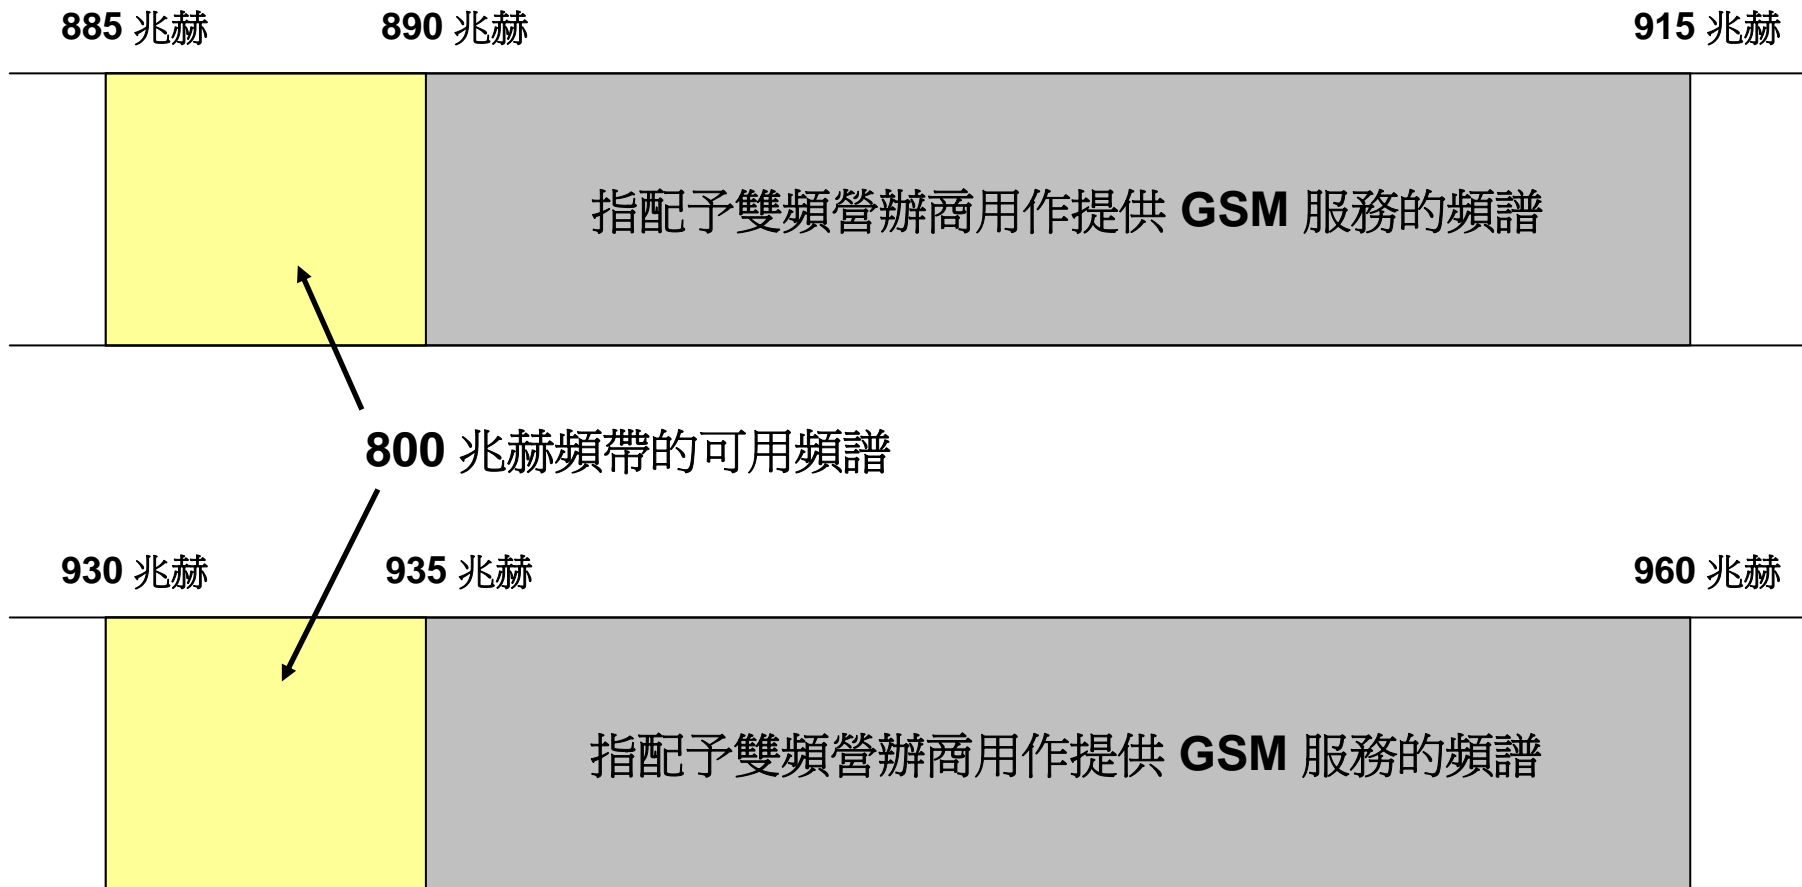 885 兆赫 890 兆赫 915 兆赫
指配予雙頻營辦商用作提供 GSM 服務的頻譜
800 兆赫頻帶的可用頻譜
930 兆赫 935 兆赫 960 兆赫
指配予雙頻營辦商用作提供 GSM 服務的頻譜